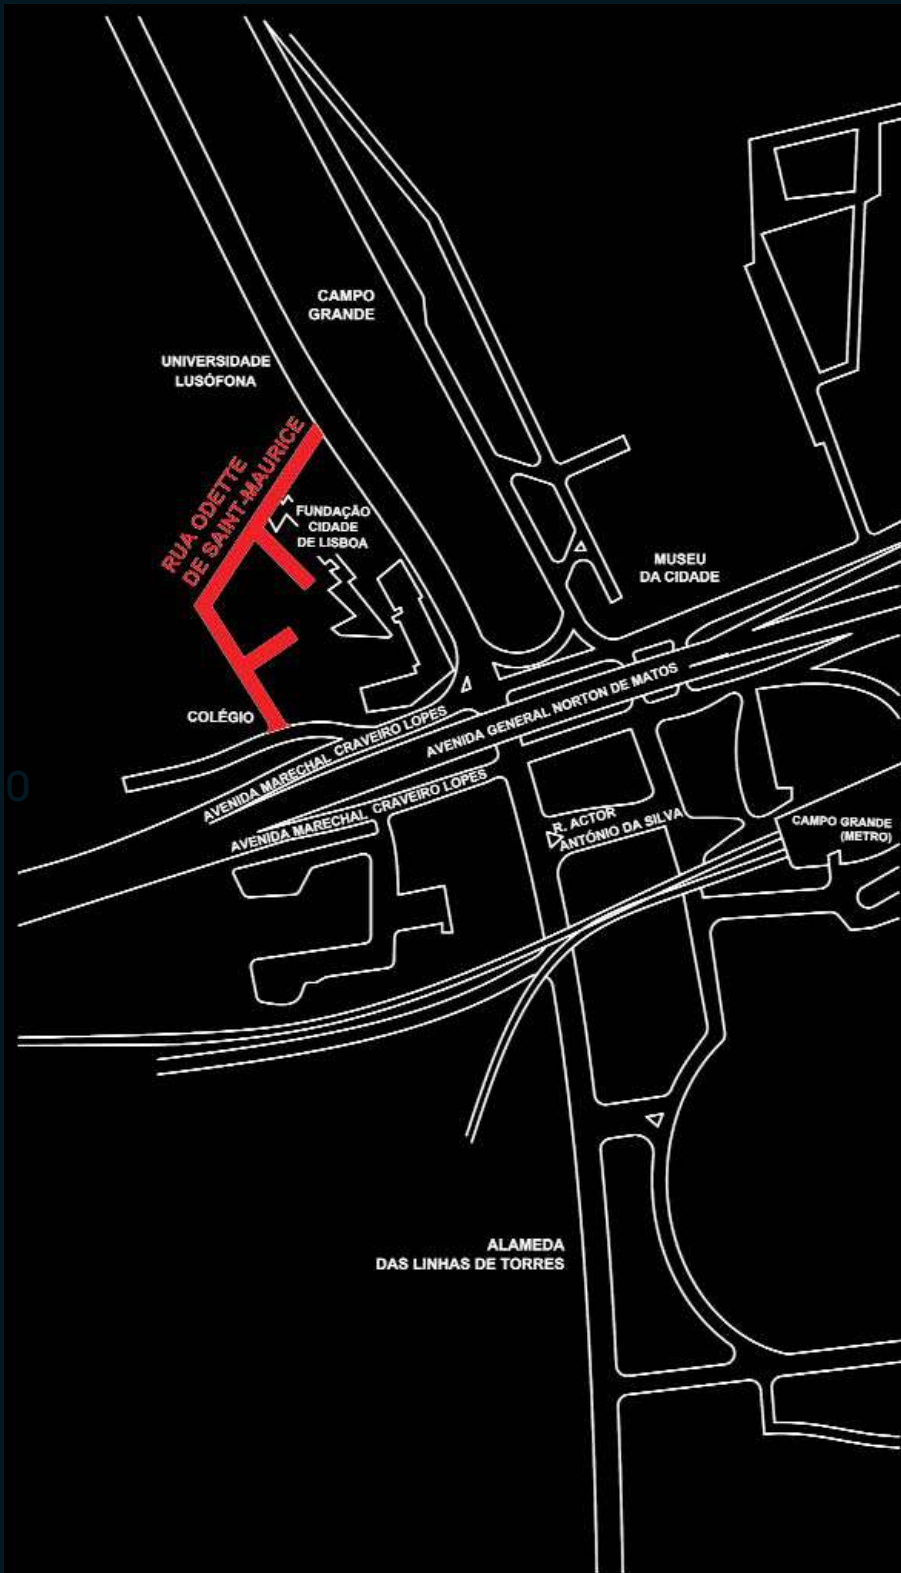 CAMPO
GRANDE
UNIVERSIDADE
LUSÓFONA
RUA ODETTE
DE SAINT-MAURICE
FUNDAÇÃO
CIDADE
DE LISBOA
MUSEU
DA CIDADE
COLÉGIO
AVENIDA MARECHAL CRAVEIRO LOPES
AVENIDA GENERAL NORTON DE MATOS
AVENIDA MARECHAL CRAVEIRO LOPES
R. ACTOR
ANTÓNIO DA SILVA
CAMPO GRANDE
(METRO)
0
ALAMEDA
DAS LINHAS DE TORRES